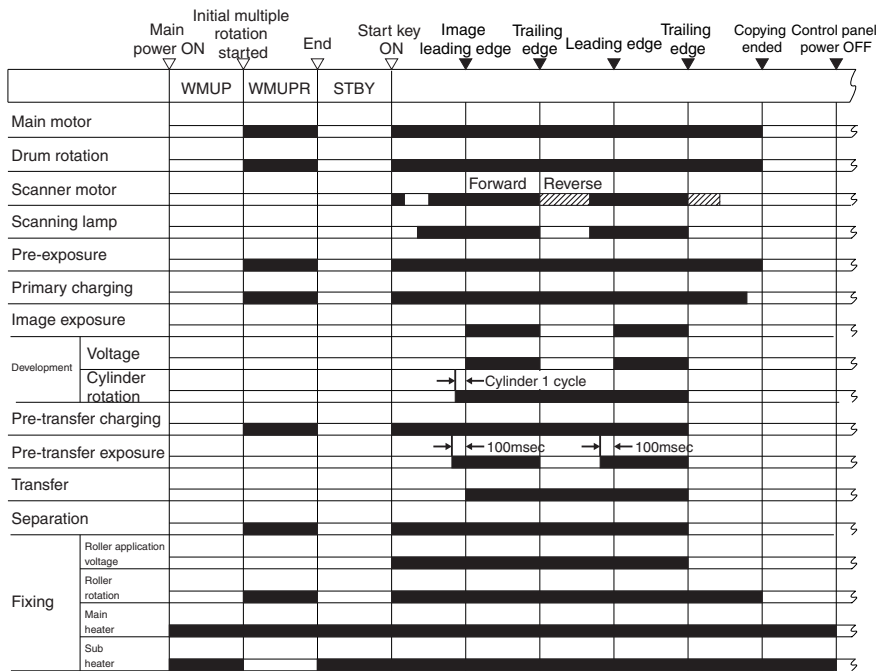 Main
power ON
Initial multiple
rotation
started
End
Start key
ON
Image
leading edge
Trailing
edge
Leading edge
Trailing
edge
Copying
ended
Control panel
power OFF
WMUP
WMUPR
STBY
Main motor
Drum rotation
Scanner motor
Forward
Reverse
Scanning lamp
Pre-exposure
Primary charging
Image exposure
Development
Voltage
Cylinder
rotation
Cylinder 1 cycle
Pre-transfer charging
Pre-transfer exposure
100msec
100msec
Transfer
Separation
Fixing
Roller application
voltage
Roller
rotation
Main
heater
Sub
heater